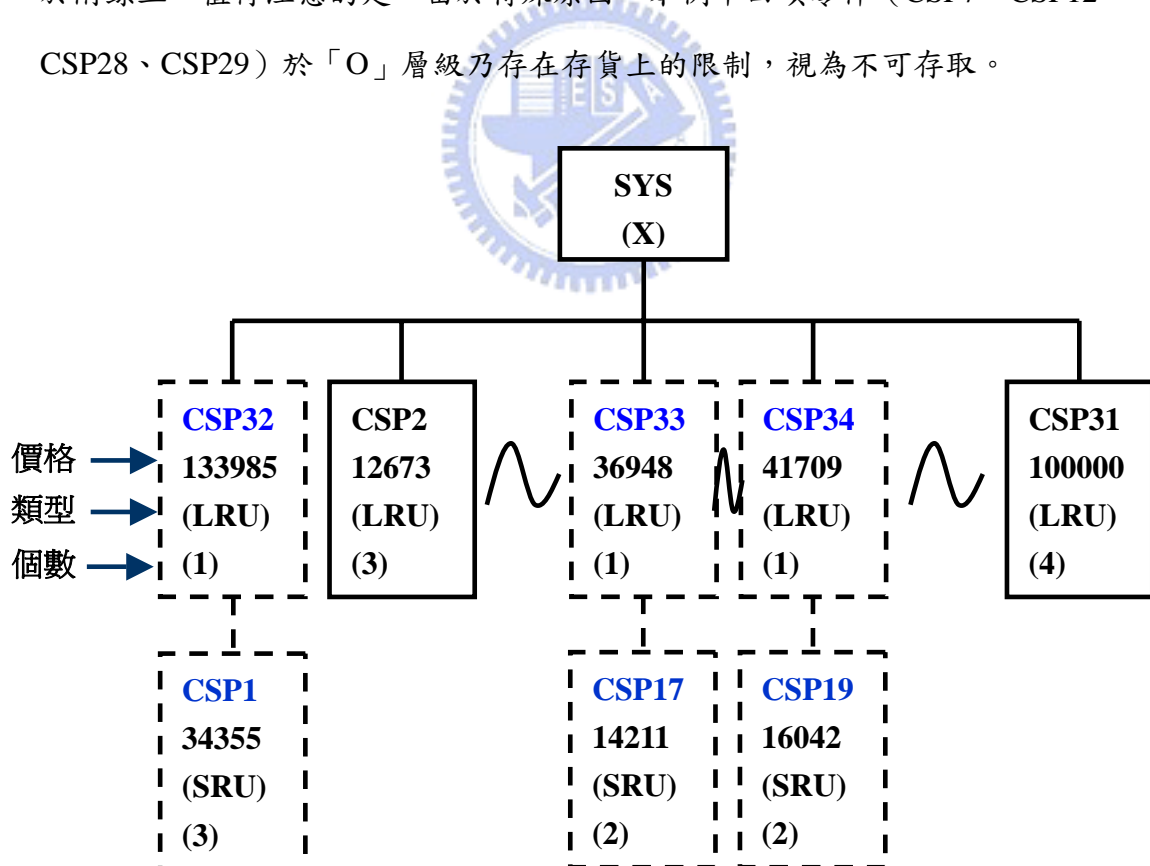 CSP28、CSP29)於「O」層級乃存在存貨上的限制,視為不可存取。
SYS
(X)
CSP32
133985
(LRU)
(1)
CSP2
12673
(LRU)
(3)
CSP33
36948
(LRU)
(1)
CSP34
41709
(LRU)
(1)
CSP31
100000
(LRU)
(4)
價格
類型
個數
CSP1
34355
(SRU)
(3)
CSP17
14211
(SRU)
(2)
CSP19
16042
(SRU)
(2)